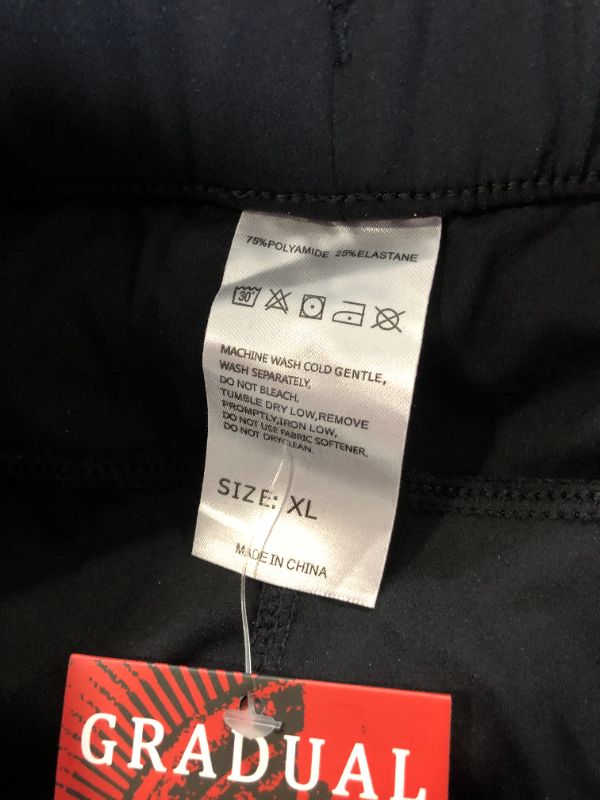 75%POLYAMIDE 25%ELASTANE
30°
MACHINE WASH COLD GENTLE,
WASH SEPARATELY,
DO NOT BLEACH,
TUMBLE DRY LOW,REMOVE
PROMPTLY,IRON LOW,
DO NOT USE FABRIC SOFTENER,
DO NOT DRYCLEAN.
SIZE: XL
MADE IN CHINA
GRADUAL